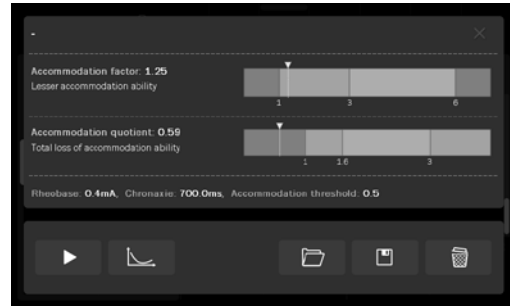 -
Accommodation factor: 1.25
Lesser accommodation ability
1 3 6
Accommodation quotient: 0.59
Total loss of accommodation ability
1 1.6 3
Rheobase: 0.4mA, Chronaxie: 700.0ms, Accommodation threshold: 0.5